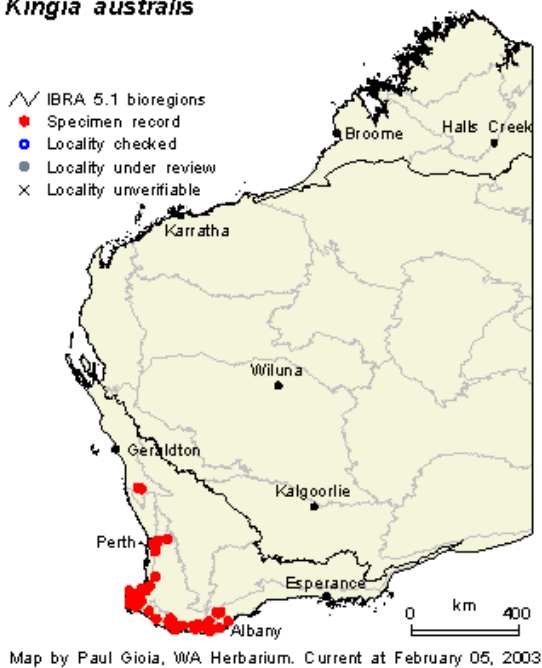 Kingia australis
IBRA 5.1 bioregions
Specimen record
Locality checked
Locality under review
Locality unverifiable
Broome
Halls Creek
Karratha
Wiluna
Geraldton
Kalgoorlie
Perth
Esperance
0 km 400
Albany
Map by Paul Gioia, WA Herbarium. Current at February 05, 2003